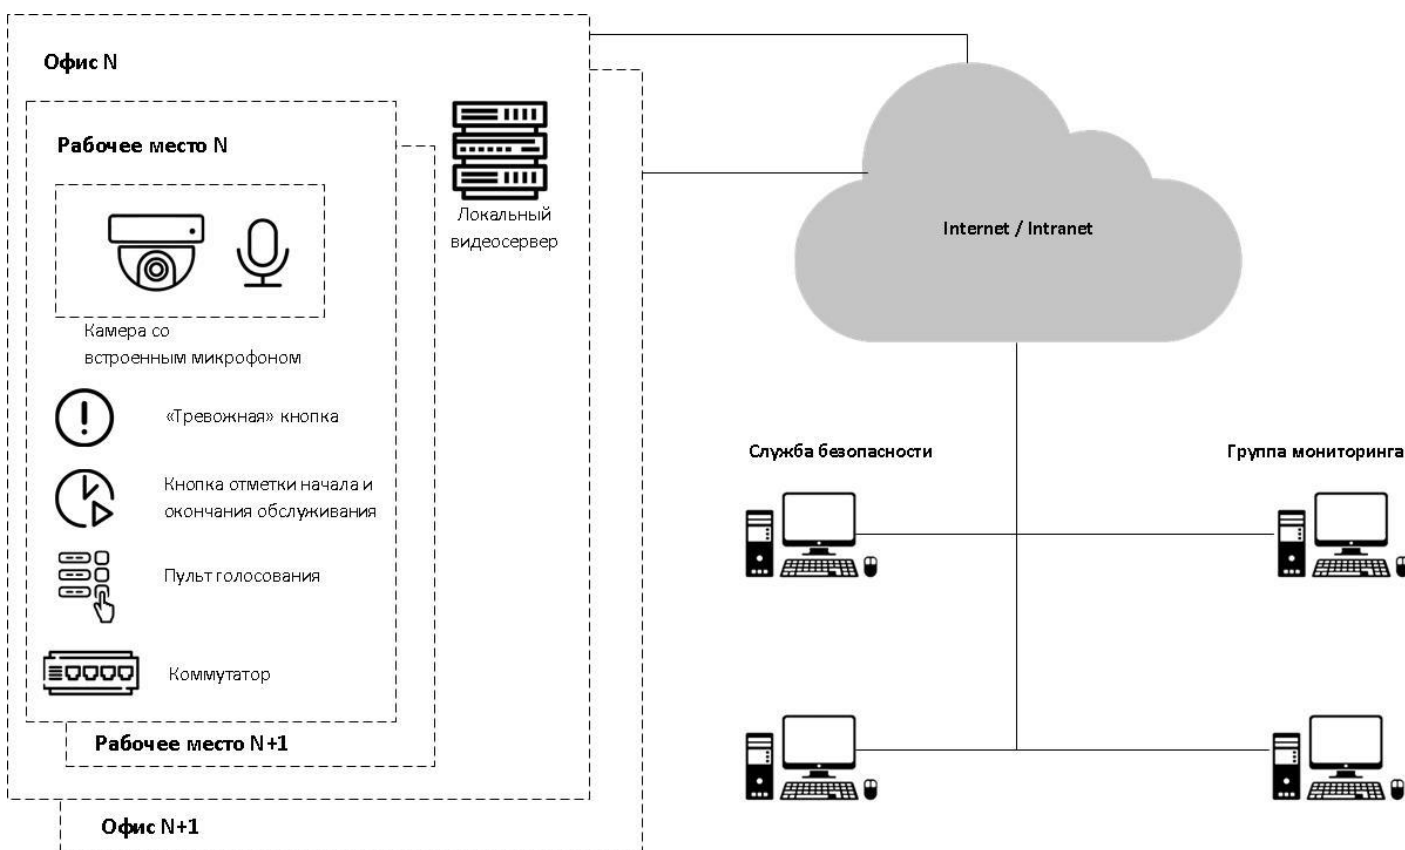 Офис N
Рабочее место N
Локальный
видеосервер
Камера со
встроенным микрофоном
«Тревожная» кнопка
Кнопка отметки начала и
окончания обслуживания
Пульт голосования
Коммутатор
Рабочее место N+1
Офис N+1
Internet / Intranet
Служба безопасности
Группа мониторинга